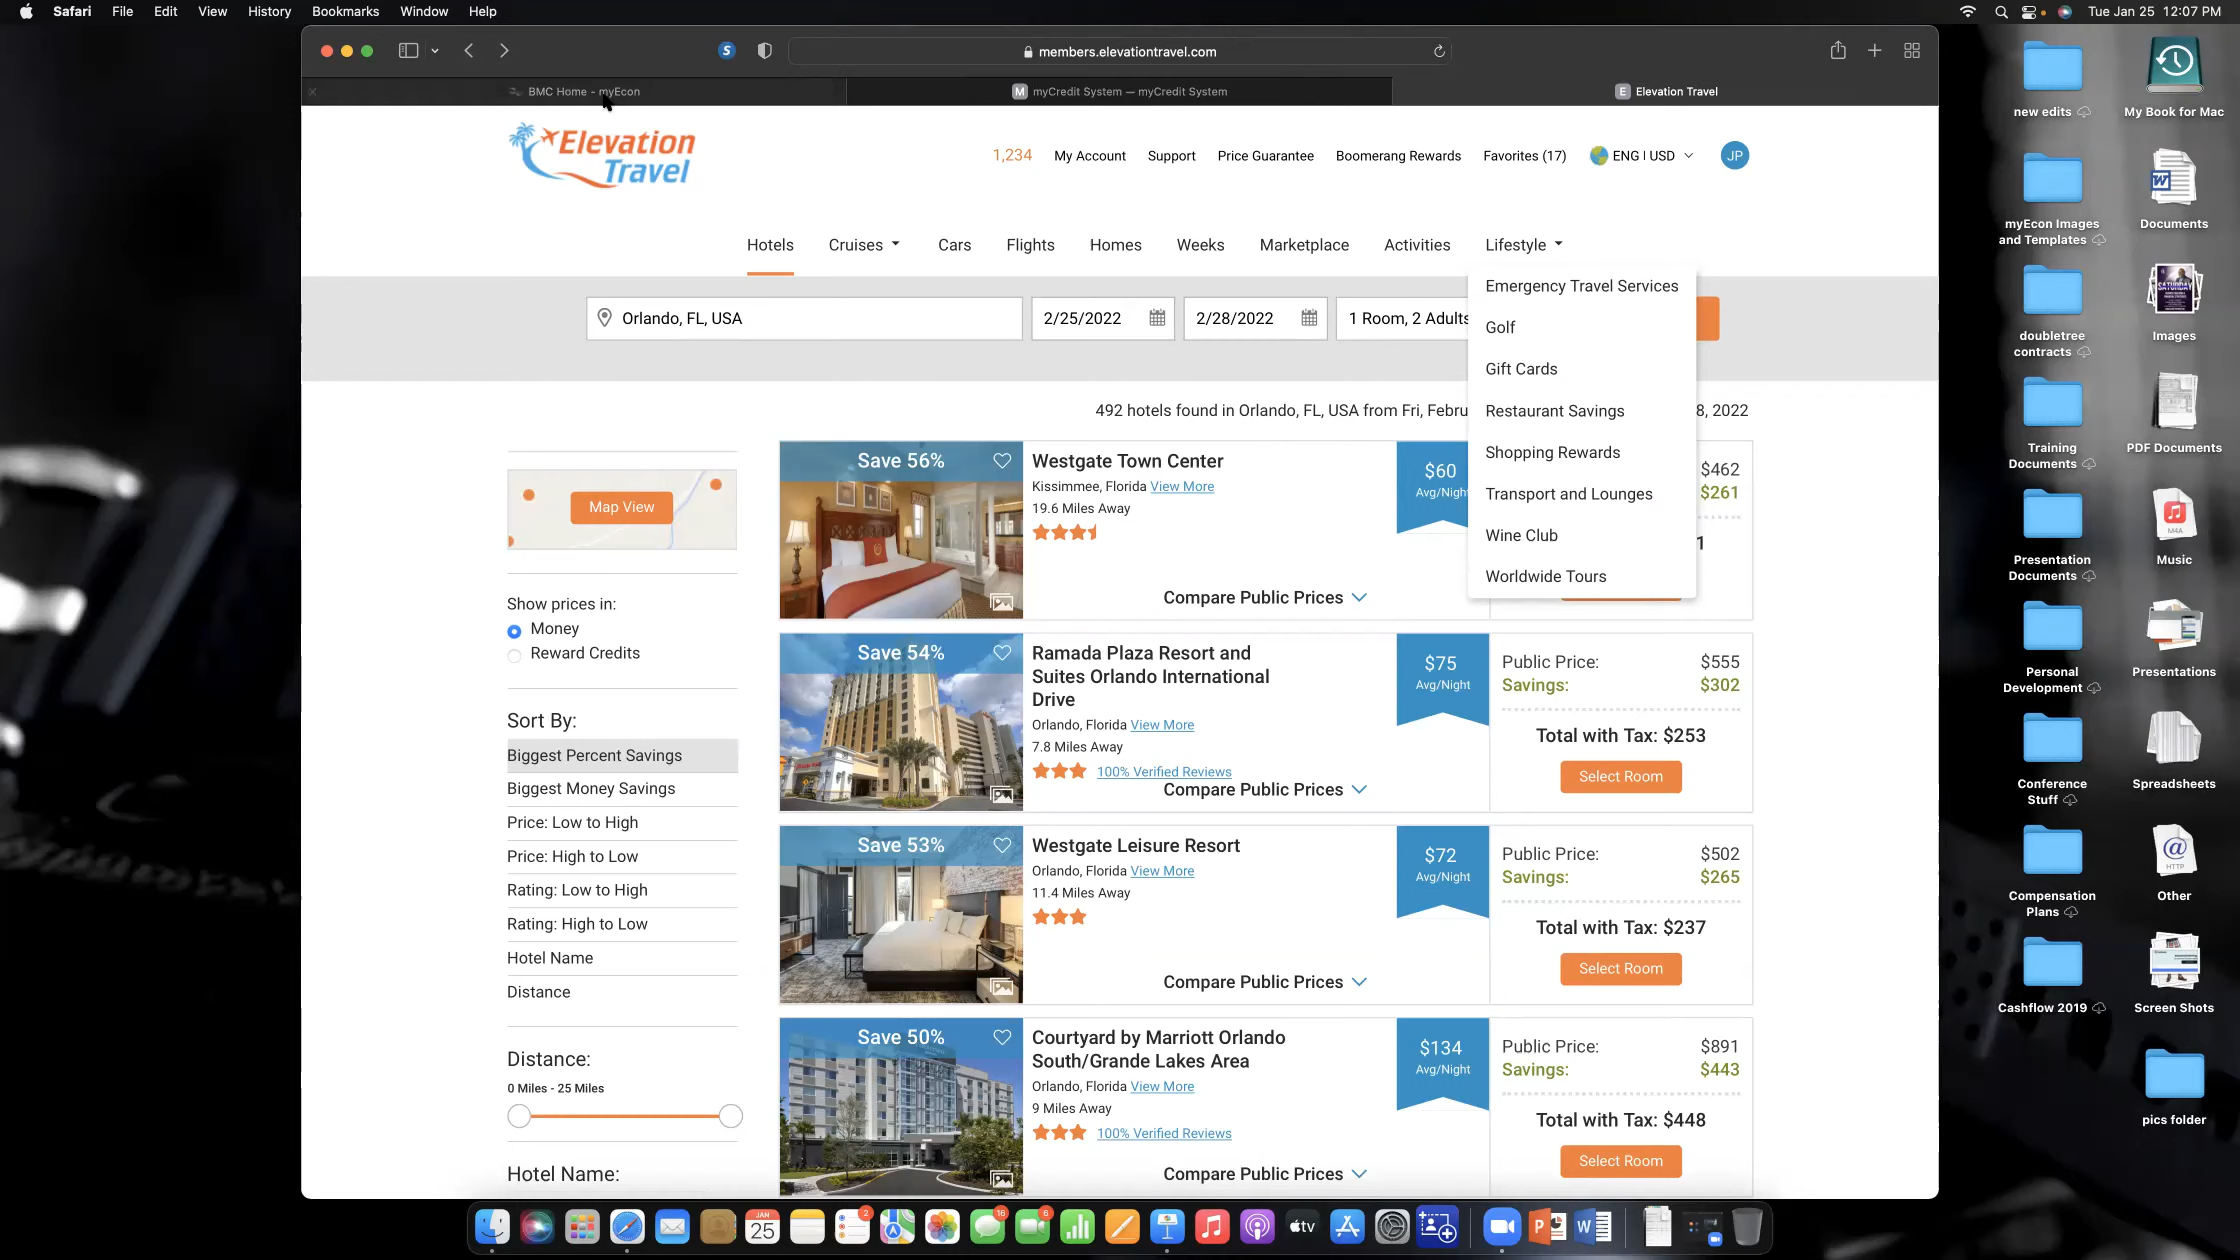 Safari File Edit View History Bookmarks Window Help
Tue Jan 25 12:07 PM
S
members.elevationtravel.com
BMC Home - myEcon
M myCredit System — myCredit System
E Elevation Travel
Elevation
Travel
1,234 My Account Support Price Guarantee Boomerang Rewards Favorites (17) ENG | USD JP
Hotels Cruises Cars Flights Homes Weeks Marketplace Activities Lifestyle
Emergency Travel Services
Golf
Gift Cards
Restaurant Savings
Shopping Rewards
Transport and Lounges
Wine Club
Worldwide Tours
Orlando, FL, USA 2/25/2022 2/28/2022 1 Room, 2 Adults
492 hotels found in Orlando, FL, USA from Fri, Febru 8, 2022
Map View
Show prices in:
Money
Reward Credits
Sort By:
Biggest Percent Savings
Biggest Money Savings
Price: Low to High
Price: High to Low
Rating: Low to High
Rating: High to Low
Hotel Name
Distance
Distance:
0 Miles - 25 Miles
Hotel Name:
Save 56%
Westgate Town Center
Kissimmee, Florida View More
19.6 Miles Away
Compare Public Prices
$60
Avg/Night
$462
$261
1
Save 54%
Ramada Plaza Resort and
Suites Orlando International
Drive
Orlando, Florida View More
7.8 Miles Away
100% Verified Reviews
Compare Public Prices
$75
Avg/Night
Public Price: $555
Savings: $302
Total with Tax: $253
Select Room
Save 53%
Westgate Leisure Resort
Orlando, Florida View More
11.4 Miles Away
Compare Public Prices
$72
Avg/Night
Public Price: $502
Savings: $265
Total with Tax: $237
Select Room
Save 50%
Courtyard by Marriott Orlando
South/Grande Lakes Area
Orlando, Florida View More
9 Miles Away
100% Verified Reviews
Compare Public Prices
$134
Avg/Night
Public Price: $891
Savings: $443
Total with Tax: $448
Select Room
new edits
My Book for Mac
myEcon Images
and Templates
W
Documents
doubletree
contracts
SATURDAY
Images
Training
Documents
PDF Documents
Presentation
Documents
M4A
Music
Personal
Development
Presentations
Conference
Stuff
Spreadsheets
Compensation
Plans
@
HTTP
Other
Cashflow 2019
Screen Shots
pics folder
JAN
25
2
16
6
tv
P
W